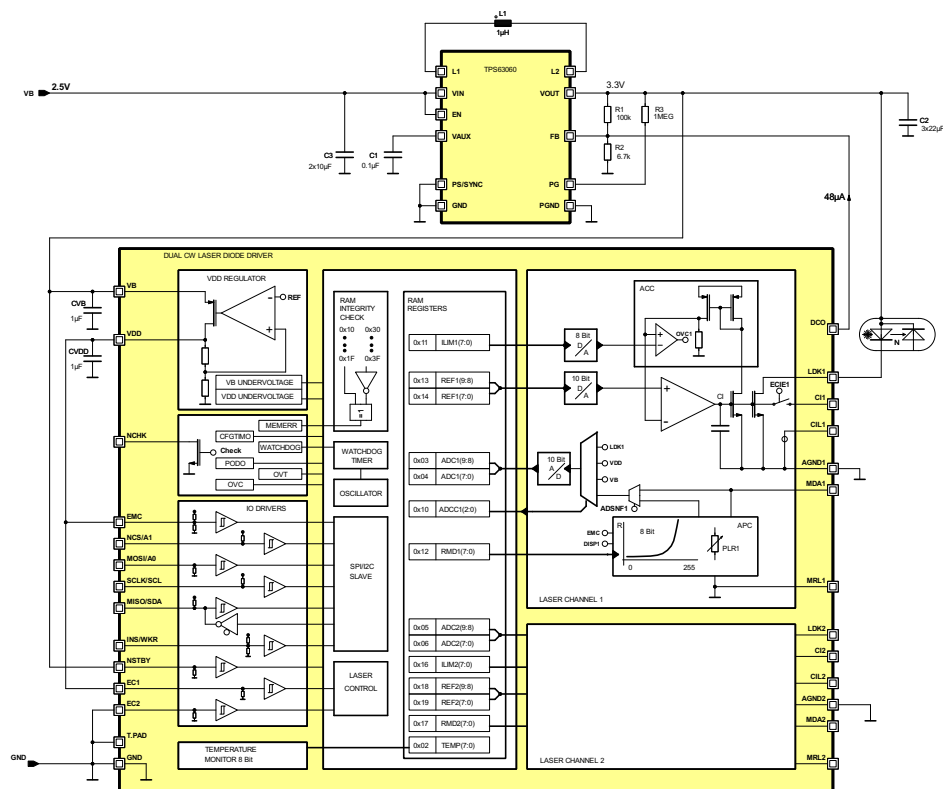 L1
1µH
TPS63060
L1
L2
VB
2.5V
VIN
VOUT
3.3V
EN
R1
100k
R3
1MEG
C2
3x22µF
VAUX
FB
C3
2x10µF
C1
0.1µF
R2
6.7k
PS/SYNC
PG
GND
PGND
48µA
DUAL CW LASER DIODE DRIVER
VB
CVB
1µF
VDD
CVDD
1µF
VDD REGULATOR
REF
VB UNDERVOLTAGE
VDD UNDERVOLTAGE
RAM
INTEGRITY
CHECK
0x10
0x30
0x1F
0x3F
=1
MEMERR
NCHK
Check
CFGTIMO
WATCHDOG
PODO
OVT
OVC
WATCHDOG
TIMER
OSCILLATOR
RAM
REGISTERS
0x11
ILIM1(7:0)
0x13
REF1(9:8)
0x14
REF1(7:0)
0x03
ADC1(9:8)
0x04
ADC1(7:0)
0x10
ADCC1(2:0)
0x12
RMD1(7:0)
0x05
ADC2(9:8)
0x06
ADC2(7:0)
0x16
ILIM2(7:0)
0x18
REF2(9:8)
0x19
REF2(7:0)
0x17
RMD2(7:0)
0x02
TEMP(7:0)
8 Bit
D
A
10 Bit
D
A
10 Bit
A
D
ACC
OVC1
CI
ECIE1
LDK1
VDD
VB
ADSNF1
EMC
DISP1
R
8 Bit
0
255
APC
PLR1
LASER CHANNEL 1
LASER CHANNEL 2
DCO
N
LDK1
CI1
CIL1
AGND1
MDA1
MRL1
LDK2
CI2
CIL2
AGND2
MDA2
MRL2
IO DRIVERS
EMC
NCS/A1
MOSI/A0
SCLK/SCL
MISO/SDA
INS/WKR
NSTBY
EC1
EC2
T.PAD
GND
GND
SPI/I2C
SLAVE
LASER
CONTROL
TEMPERATURE
MONITOR 8 Bit